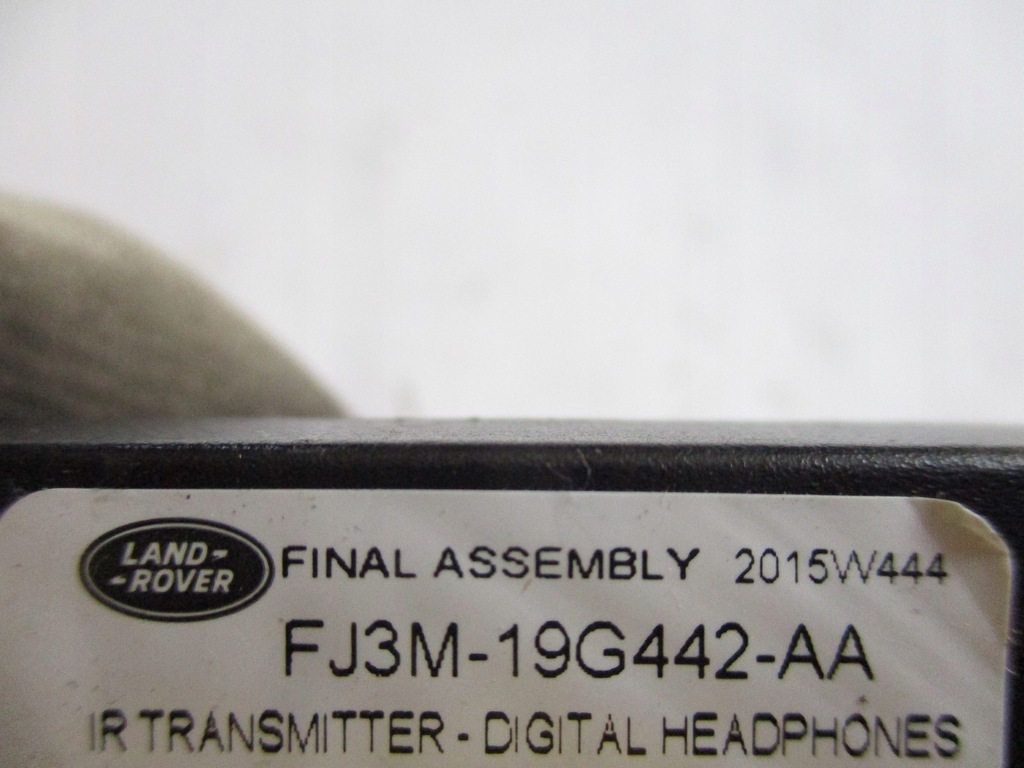 LAND-
-ROVER
FINAL ASSEMBLY 2015W444
FJ3M-19G442-AA
IR TRANSMITTER - DIGITAL HEADPHONES